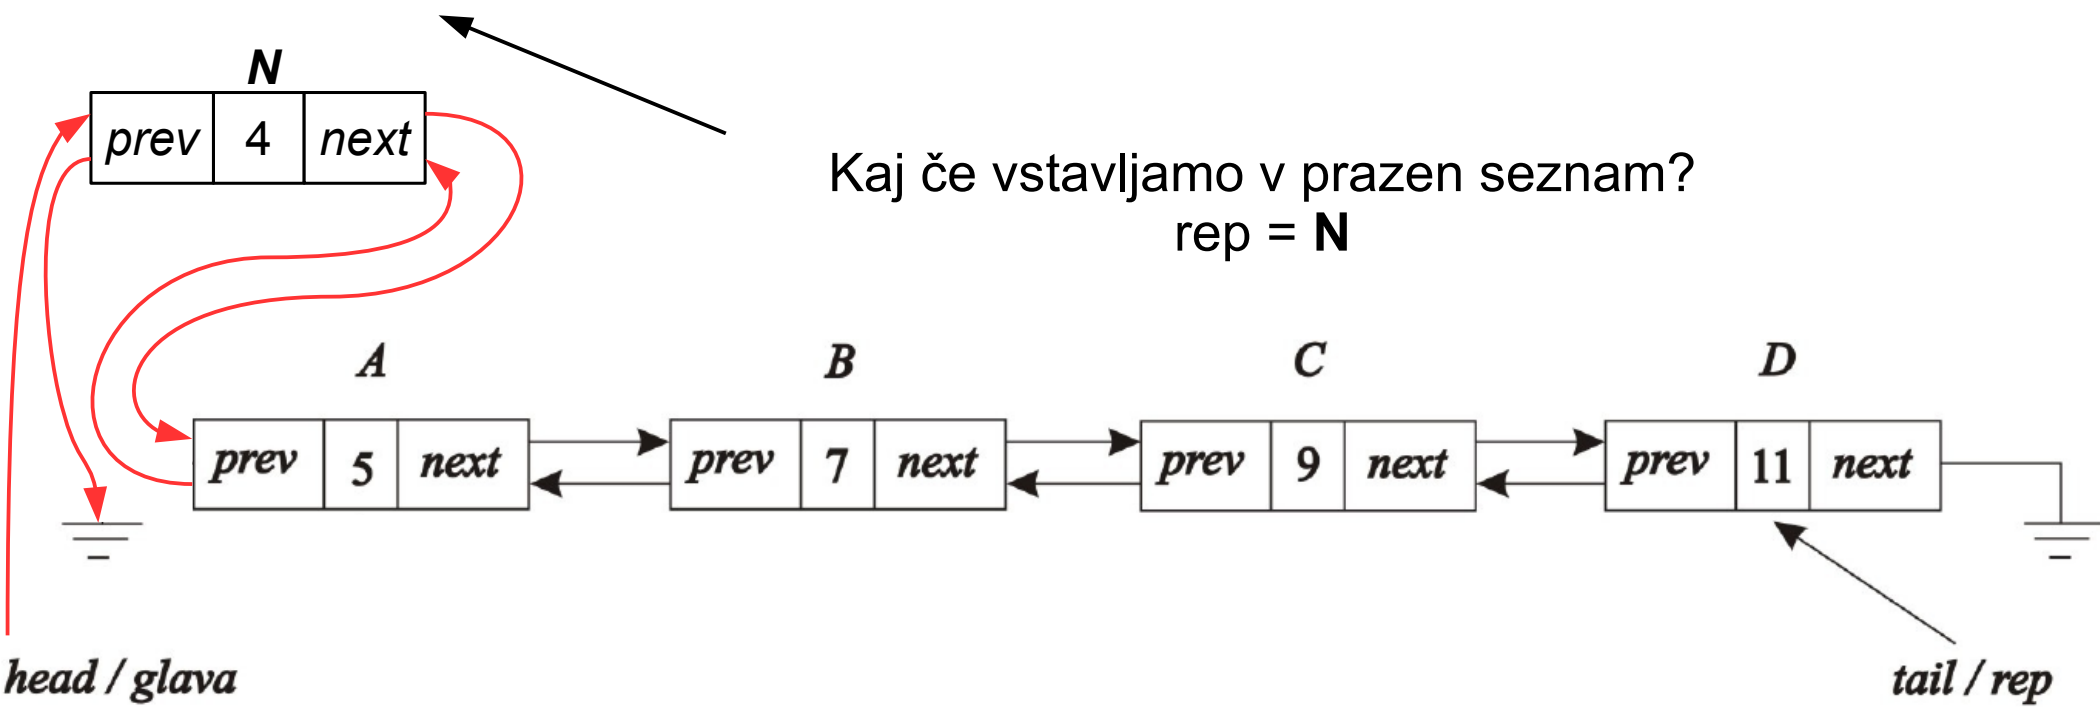 N
prev 4 next
Kaj če vstavljamo v prazen seznam?
rep = N
A B C D
prev 5 next prev 7 next prev 9 next prev 11 next
head / glava tail / rep